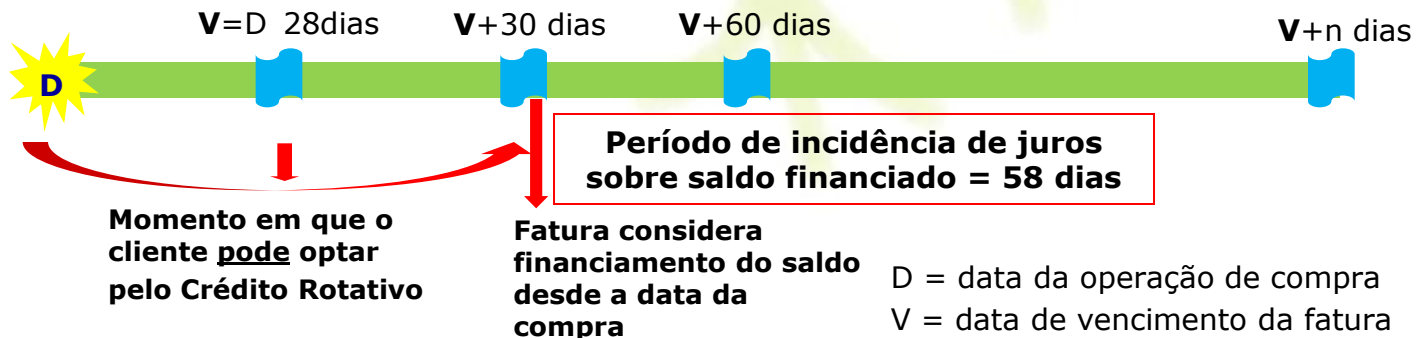 V=D 28dias
V+30 dias
V+60 dias
V+n dias
D
Período de incidência de juros
sobre saldo financiado = 58 dias
Momento em que o
cliente pode optar
pelo Crédito Rotativo
Fatura considera
financiamento do saldo
desde a data da
compra
D = data da operação de compra
V = data de vencimento da fatura